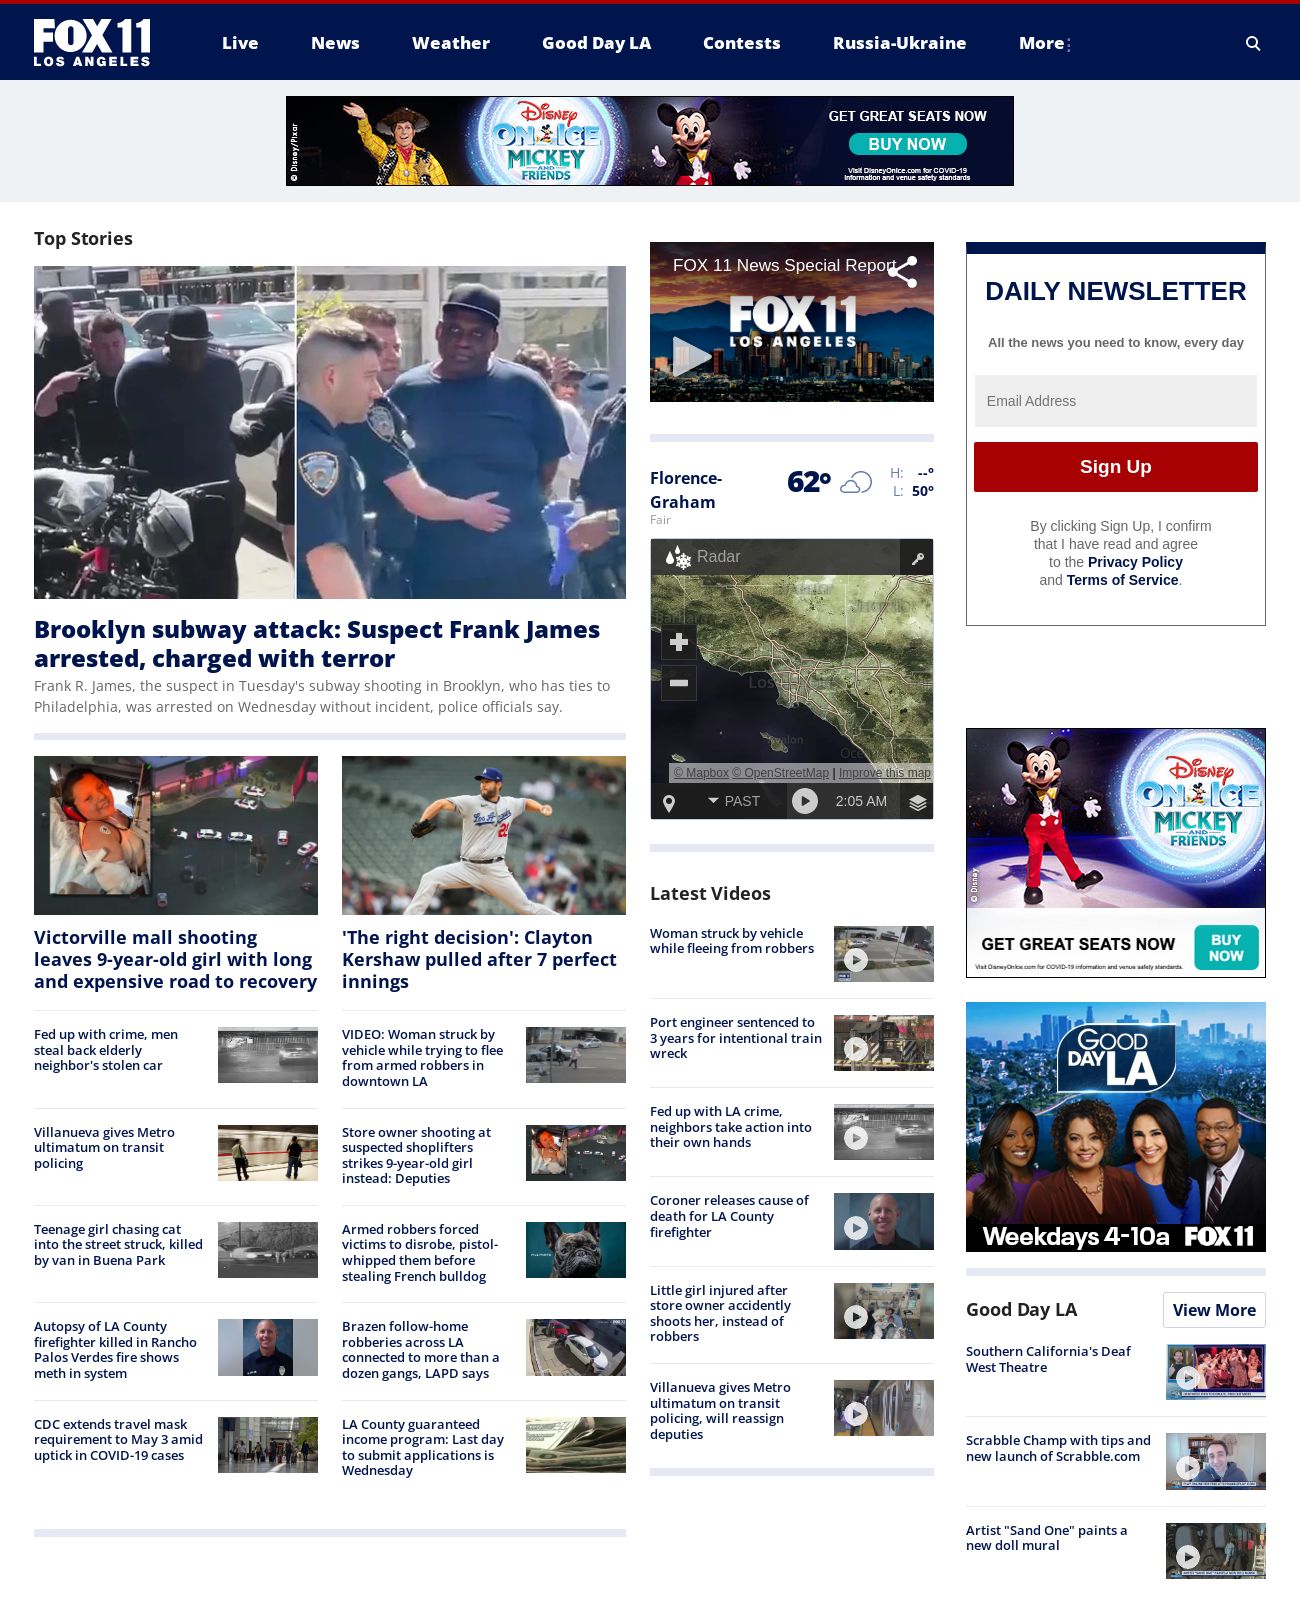 FOX 11
LOS ANGELES
Live
News
Weather
Good Day LA
Contests
Russia-Ukraine
More
© Disney/Pixar
Disney
ON ICE
MICKEY
AND
FRIENDS
GET GREAT SEATS NOW
BUY NOW
Visit DisneyOnIce.com for COVID-19
information and venue safety standards
Top Stories
Brooklyn subway attack: Suspect Frank James
arrested, charged with terror
Frank R. James, the suspect in Tuesday's subway shooting in Brooklyn, who has ties to
Philadelphia, was arrested on Wednesday without incident, police officials say.
Victorville mall shooting
leaves 9-year-old girl with long
and expensive road to recovery
'The right decision': Clayton
Kershaw pulled after 7 perfect
innings
Fed up with crime, men
steal back elderly
neighbor's stolen car
VIDEO: Woman struck by
vehicle while trying to flee
from armed robbers in
downtown LA
Villanueva gives Metro
ultimatum on transit
policing
Store owner shooting at
suspected shoplifters
strikes 9-year-old girl
instead: Deputies
Teenage girl chasing cat
into the street struck, killed
by van in Buena Park
Armed robbers forced
victims to disrobe, pistol-
whipped them before
stealing French bulldog
Autopsy of LA County
firefighter killed in Rancho
Palos Verdes fire shows
meth in system
Brazen follow-home
robberies across LA
connected to more than a
dozen gangs, LAPD says
CDC extends travel mask
requirement to May 3 amid
uptick in COVID-19 cases
LA County guaranteed
income program: Last day
to submit applications is
Wednesday
FOX 11 News Special Report
FOX 11
LOS ANGELES
Florence-
Graham
Fair
62°
H: --°
L: 50°
Radar
© Mapbox © OpenStreetMap | Improve this map
PAST
2:05 AM
Latest Videos
Woman struck by vehicle
while fleeing from robbers
Port engineer sentenced to
3 years for intentional train
wreck
Fed up with LA crime,
neighbors take action into
their own hands
Coroner releases cause of
death for LA County
firefighter
Little girl injured after
store owner accidently
shoots her, instead of
robbers
Villanueva gives Metro
ultimatum on transit
policing, will reassign
deputies
DAILY NEWSLETTER
All the news you need to know, every day
Email Address
Sign Up
By clicking Sign Up, I confirm
that I have read and agree
to the Privacy Policy
and Terms of Service.
Disney
ON ICE
MICKEY
AND
FRIENDS
© Disney
GET GREAT SEATS NOW
BUY
NOW
Visit DisneyOnIce.com for COVID-19 information and venue safety standards.
GOOD
DAY LA
Weekdays 4-10a FOX 11
Good Day LA
View More
Southern California's Deaf
West Theatre
Scrabble Champ with tips and
new launch of Scrabble.com
Artist "Sand One" paints a
new doll mural